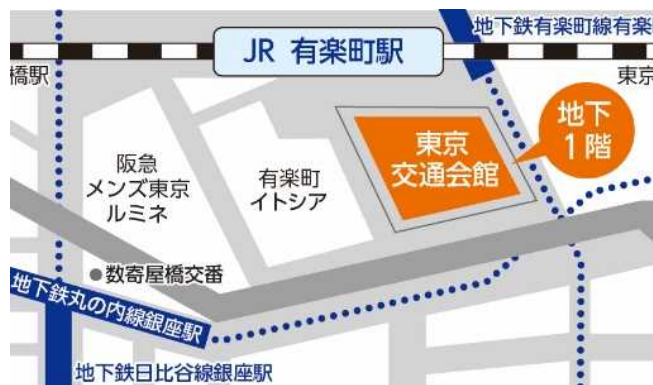 地下鉄有楽町線有楽
JR 有楽町駅
橋駅
東京
地下
1階
東京
交通会館
阪急
メンズ東京
ルミネ
有楽町
イトシア
数寄屋橋交番
地下鉄丸の内線銀座駅
地下鉄日比谷線銀座駅